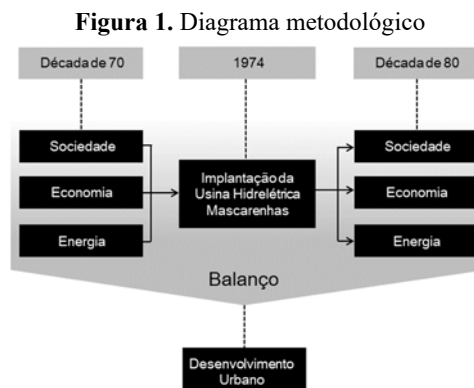 Figura 1. Diagrama metodológico
Década de 70
1974
Década de 80
Sociedade
Economia
Energia
Implantação da
Usina Hidrelétrica
Mascarenhas
Sociedade
Economia
Energia
Balanço
Desenvolvimento
Urbano